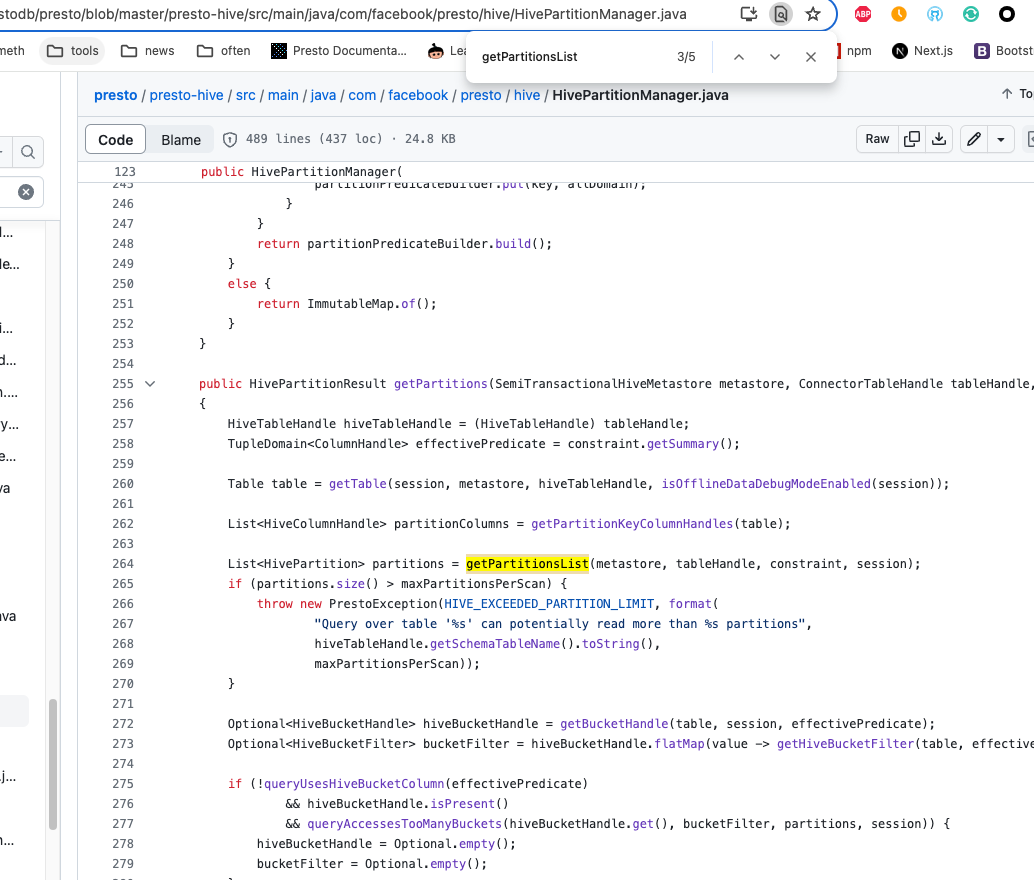 stodb/presto/blob/master/presto-hive/src/main/java/com/facebook/presto/hive/HivePartitionManager.java
ABP
meth tools news often Presto Documenta... Lea npm Next.js Boots
getPartitionsList 3/5
presto / presto-hive / src / main / java / com / facebook / presto / hive / HivePartitionManager.java To
Code Blame 489 lines (437 loc) · 24.8 KB Raw
123 public HivePartitionManager(
245 partitionPredicateBuilder.put(key, allDomain);
246 }
247 }
248 return partitionPredicateBuilder.build();
249 }
250 else {
251 return ImmutableMap.of();
252 }
253 }
254
255 public HivePartitionResult getPartitions(SemiTransactionalHiveMetastore metastore, ConnectorTableHandle tableHandle,
256 {
257 HiveTableHandle hiveTableHandle = (HiveTableHandle) tableHandle;
258 TupleDomain<ColumnHandle> effectivePredicate = constraint.getSummary();
259
260 Table table = getTable(session, metastore, hiveTableHandle, isOfflineDataDebugModeEnabled(session));
261
262 List<HiveColumnHandle> partitionColumns = getPartitionKeyColumnHandles(table);
263
264 List<HivePartition> partitions = getPartitionsList(metastore, tableHandle, constraint, session);
265 if (partitions.size() > maxPartitionsPerScan) {
266 throw new PrestoException(HIVE_EXCEEDED_PARTITION_LIMIT, format(
267 "Query over table '%s' can potentially read more than %s partitions",
268 hiveTableHandle.getSchemaTableName().toString(),
269 maxPartitionsPerScan));
270 }
271
272 Optional<HiveBucketHandle> hiveBucketHandle = getBucketHandle(table, session, effectivePredicate);
273 Optional<HiveBucketFilter> bucketFilter = hiveBucketHandle.flatMap(value -> getHiveBucketFilter(table, effective
274
275 if (!queryUsesHiveBucketColumn(effectivePredicate)
276 && hiveBucketHandle.isPresent()
277 && queryAccessesTooManyBuckets(hiveBucketHandle.get(), bucketFilter, partitions, session)) {
278 hiveBucketHandle = Optional.empty();
279 bucketFilter = Optional.empty();